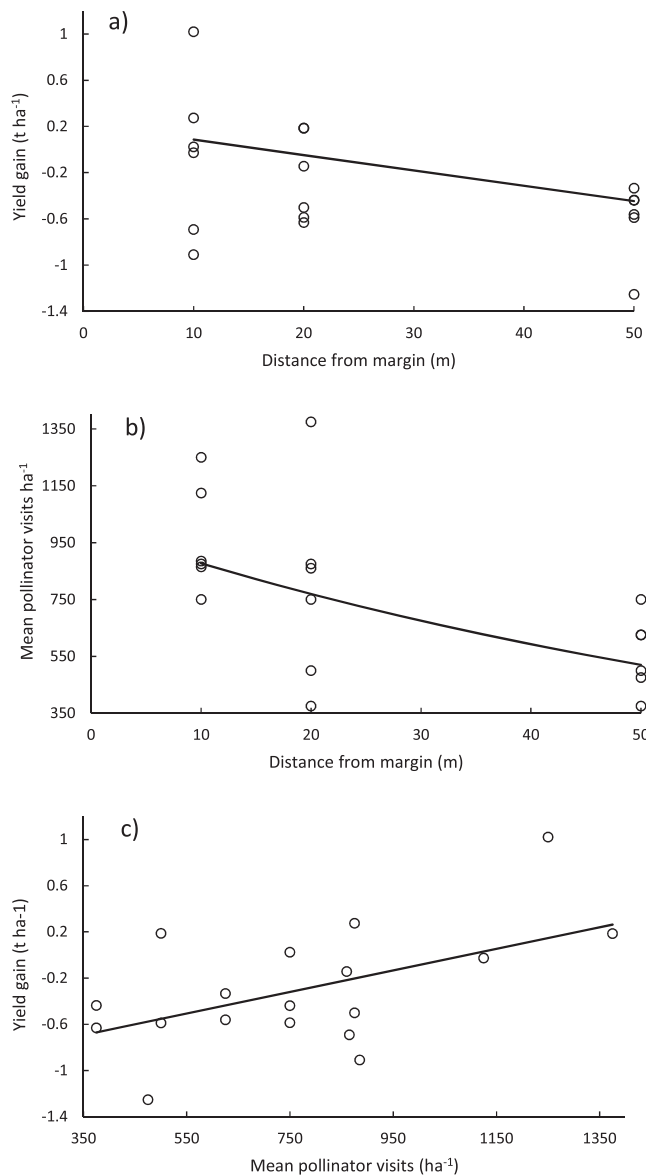 a)
1
0.6
0.2
-0.2
-0.6
-1
-1.4
Yield gain (t ha⁻¹)
0 10 20 30 40 50
Distance from margin (m)
b)
1350
1150
950
750
550
350
Mean pollinator visits ha⁻¹
0 10 20 30 40 50
Distance from margin (m)
c)
1
0.6
0.2
-0.2
-0.6
-1
-1.4
Yield gain (t ha-1)
350 550 750 950 1150 1350
Mean pollinator visits (ha⁻¹)